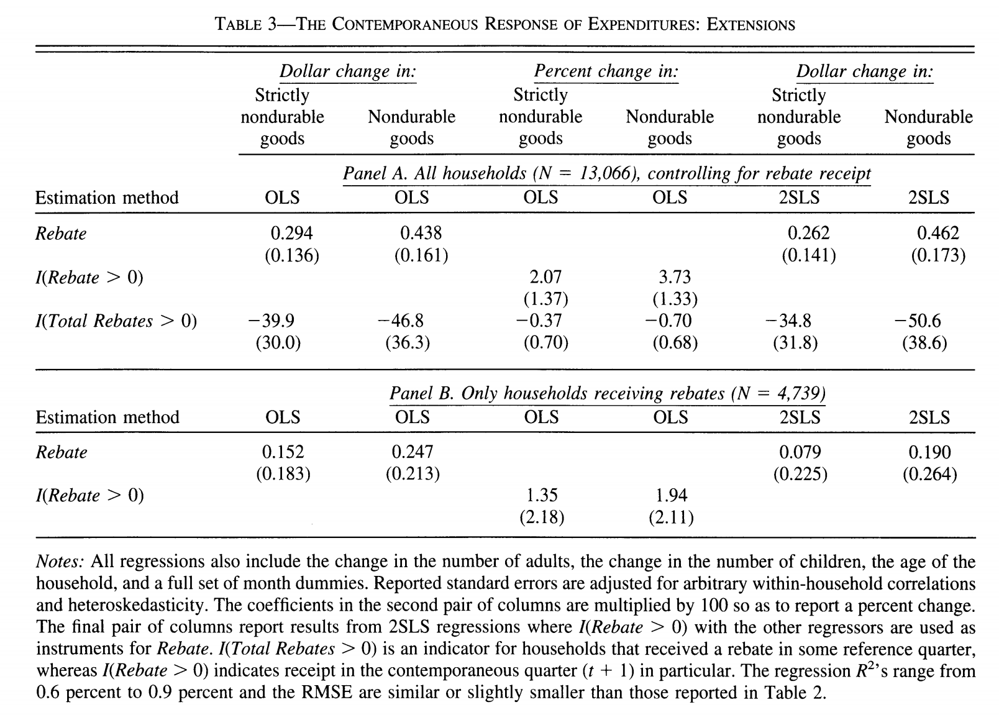 TABLE 3—THE CONTEMPORANEOUS RESPONSE OF EXPENDITURES: EXTENSIONS
Dollar change in: Percent change in: Dollar change in:
Strictly Strictly Strictly
nondurable Nondurable nondurable Nondurable nondurable Nondurable
goods goods goods goods goods goods
Panel A. All households (N = 13,066), controlling for rebate receipt
Estimation method OLS OLS OLS OLS 2SLS 2SLS
Rebate 0.294 0.438 0.262 0.462
(0.136) (0.161) (0.141) (0.173)
I(Rebate > 0) 2.07 3.73
(1.37) (1.33)
I(Total Rebates > 0) −39.9 −46.8 −0.37 −0.70 −34.8 −50.6
(30.0) (36.3) (0.70) (0.68) (31.8) (38.6)
Panel B. Only households receiving rebates (N = 4,739)
Estimation method OLS OLS OLS OLS 2SLS 2SLS
Rebate 0.152 0.247 0.079 0.190
(0.183) (0.213) (0.225) (0.264)
I(Rebate > 0) 1.35 1.94
(2.18) (2.11)
Notes: All regressions also include the change in the number of adults, the change in the number of children, the age of the
household, and a full set of month dummies. Reported standard errors are adjusted for arbitrary within-household correlations
and heteroskedasticity. The coefficients in the second pair of columns are multiplied by 100 so as to report a percent change.
The final pair of columns report results from 2SLS regressions where I(Rebate > 0) with the other regressors are used as
instruments for Rebate. I(Total Rebates > 0) is an indicator for households that received a rebate in some reference quarter,
whereas I(Rebate > 0) indicates receipt in the contemporaneous quarter (t + 1) in particular. The regression R²'s range from
0.6 percent to 0.9 percent and the RMSE are similar or slightly smaller than those reported in Table 2.